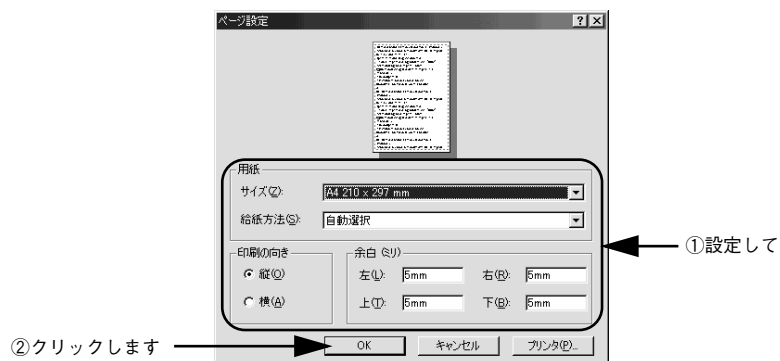 ページ設定
用紙
サイズ(Z): A4 210 x 297 mm
給紙方法(S): 自動選択
印刷の向き
縦(O)
横(A)
余白 (ミリ)
左(L): 5mm 右(R): 5mm
上(T): 5mm 下(B): 5mm
①設定して
②クリックします
OK キャンセル プリンタ(P)...